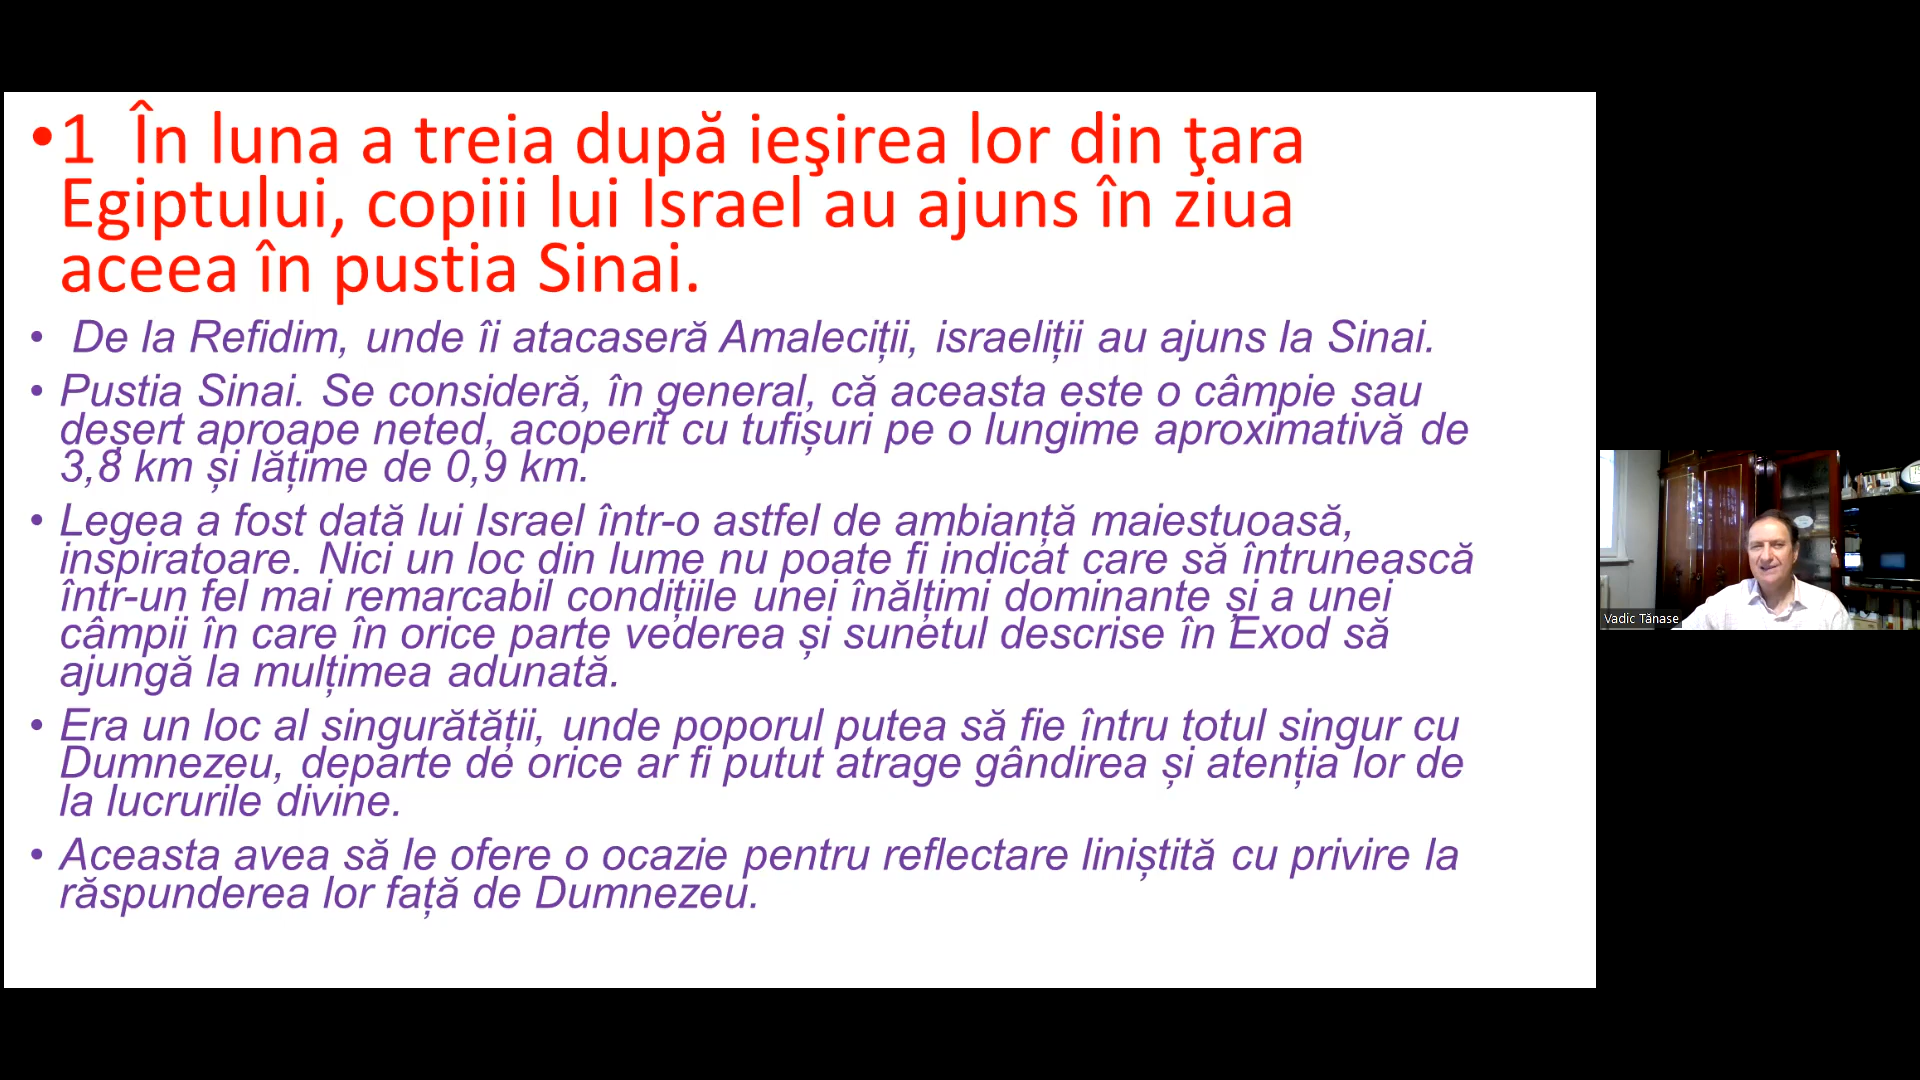 •1  În luna a treia după ieşirea lor din ţara
Egiptului, copiii lui Israel au ajuns în ziua
aceea în pustia Sinai.
• De la Refidim, unde îi atacaseră Amaleciții, israeliții au ajuns la Sinai.
• Pustia Sinai. Se consideră, în general, că aceasta este o câmpie sau
deșert aproape neted, acoperit cu tufișuri pe o lungime aproximativă de
3,8 km și lățime de 0,9 km.
• Legea a fost dată lui Israel într-o astfel de ambianță maiestuoasă,
inspiratoare. Nici un loc din lume nu poate fi indicat care să întrunească
într-un fel mai remarcabil condițiile unei înălțimi dominante și a unei
câmpii în care în orice parte vederea și sunetul descrise în Exod să
ajungă la mulțimea adunată.
• Era un loc al singurătății, unde poporul putea să fie întru totul singur cu
Dumnezeu, departe de orice ar fi putut atrage gândirea și atenția lor de
la lucrurile divine.
• Aceasta avea să le ofere o ocazie pentru reflectare liniștită cu privire la
răspunderea lor față de Dumnezeu.
Vadic Tănase